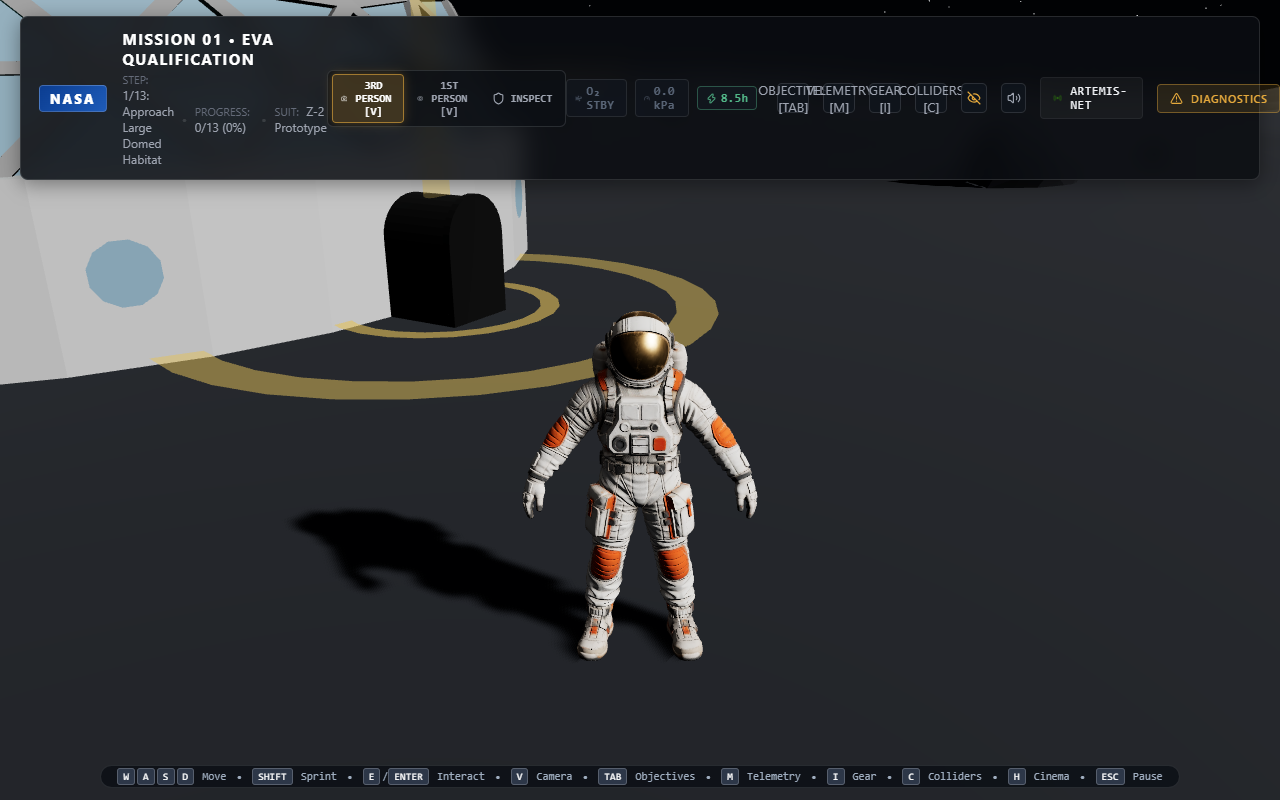 MISSION 01 • EVA
QUALIFICATION
NASA
STEP:
1/13:
Approach
Large
Domed
Habitat
•
PROGRESS:
0/13 (0%)
•
SUIT: Z-2
Prototype
3RD
PERSON
[V]
1ST
PERSON
[V]
INSPECT
O₂
STBY
0.0
kPa
8.5h
OBJECTIVE
[TAB]
TELEMETRY
[M]
GEAR
[I]
COLLIDERS
[C]
ARTEMIS-
NET
DIAGNOSTICS
W A S D Move • SHIFT Sprint • E / ENTER Interact • V Camera • TAB Objectives • M Telemetry • I Gear • C Colliders • H Cinema • ESC Pause